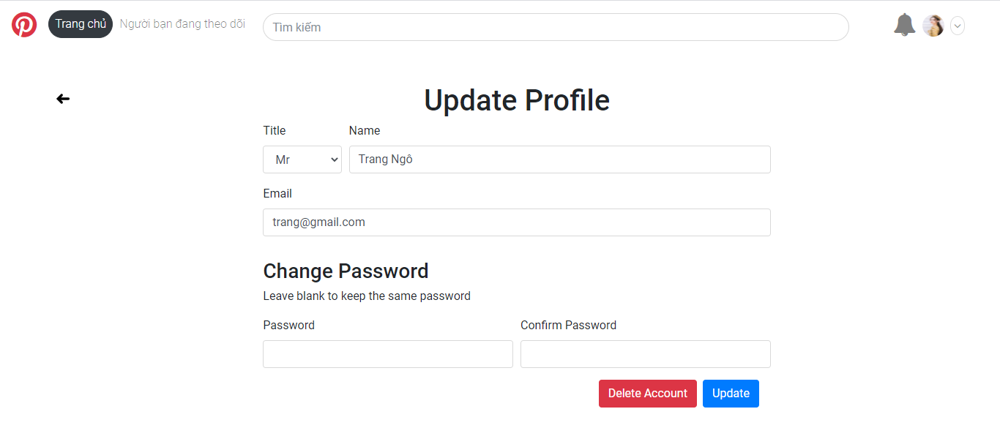 Trang chủ Người bạn đang theo dõi Tìm kiếm
Update Profile
Title Name
Mr Trang Ngô
Email
trang@gmail.com
Change Password
Leave blank to keep the same password
Password Confirm Password
Delete Account Update